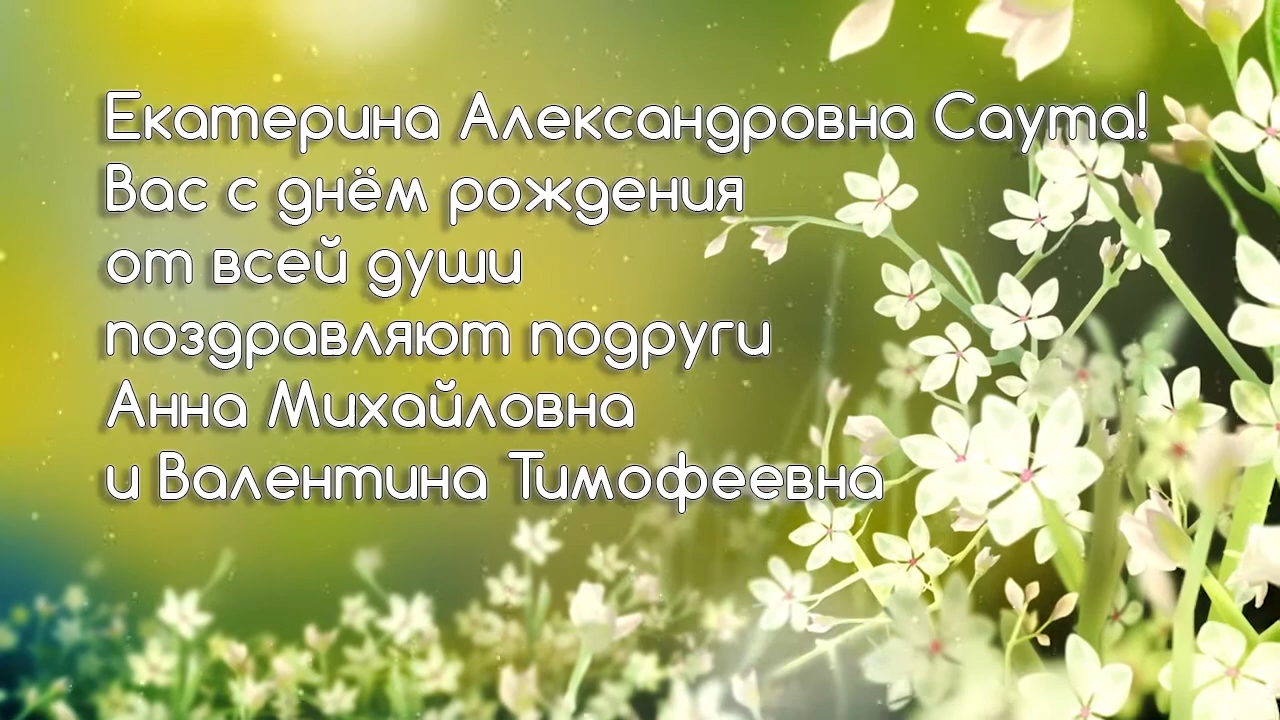 Екатерина Александровна Саута!
Вас с днём рождения
от всей души
поздравляют подруги
Анна Михайловна
и Валентина Тимофеевна